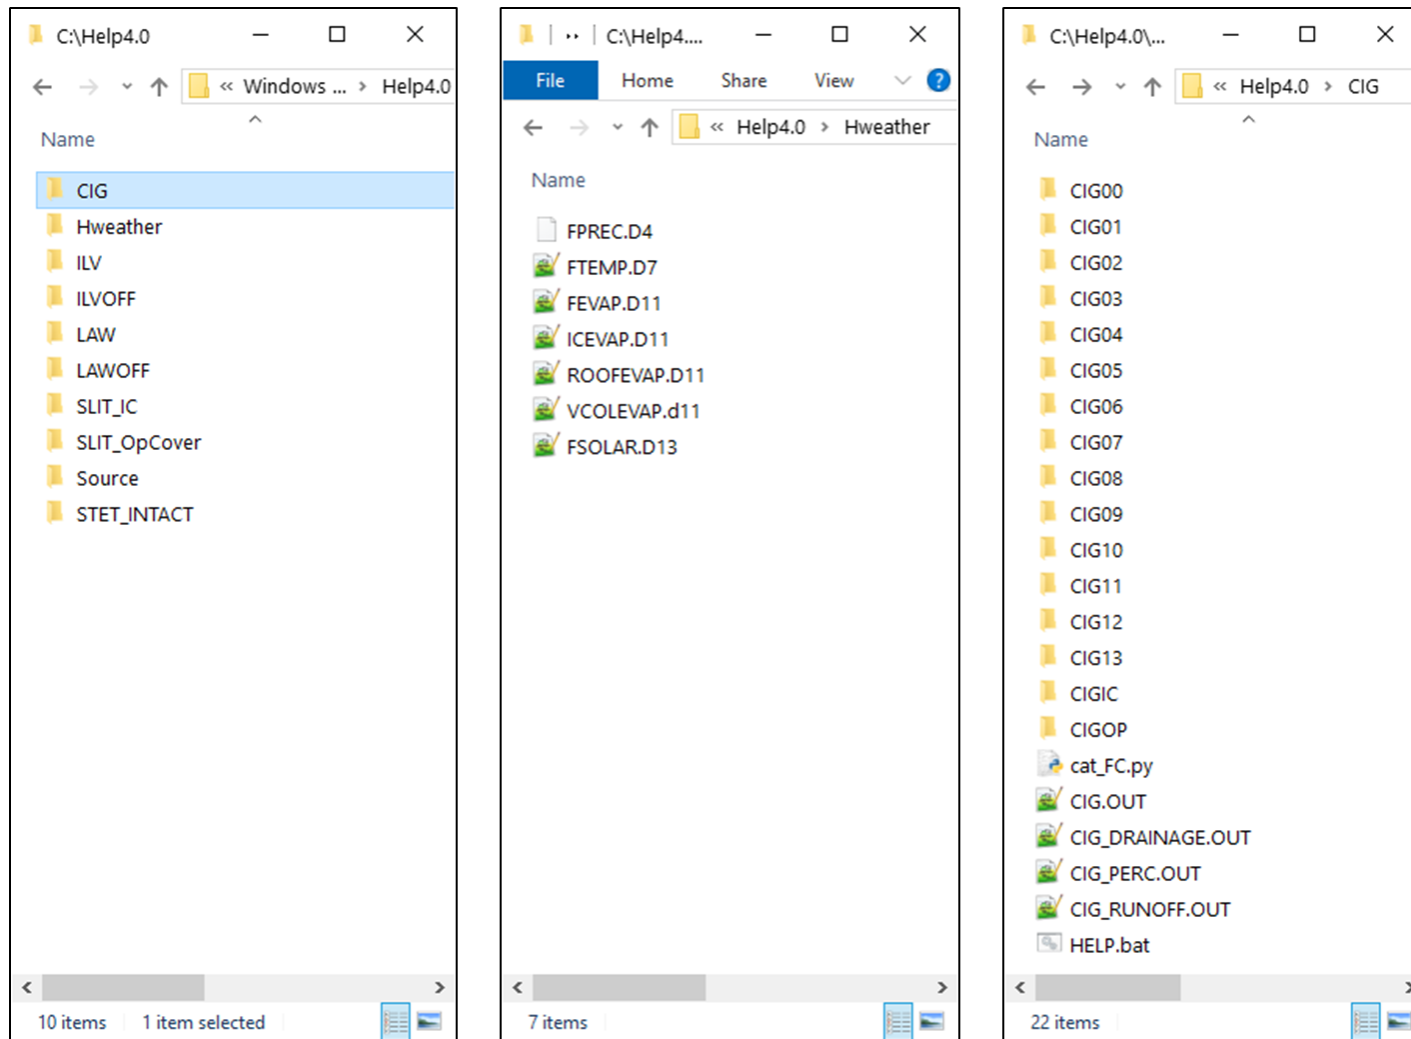 C:\Help4.0
« Windows ... › Help4.0
Name
CIG
Hweather
ILV
ILVOFF
LAW
LAWOFF
SLIT_IC
SLIT_OpCover
Source
STET_INTACT
10 items 1 item selected
C:\Help4....
File Home Share View
« Help4.0 › Hweather
Name
FPREC.D4
FTEMP.D7
FEVAP.D11
ICEVAP.D11
ROOFEVAP.D11
VCOLEVAP.d11
FSOLAR.D13
7 items
C:\Help4.0\...
« Help4.0 › CIG
Name
CIG00
CIG01
CIG02
CIG03
CIG04
CIG05
CIG06
CIG07
CIG08
CIG09
CIG10
CIG11
CIG12
CIG13
CIGIC
CIGOP
cat_FC.py
CIG.OUT
CIG_DRAINAGE.OUT
CIG_PERC.OUT
CIG_RUNOFF.OUT
HELP.bat
22 items